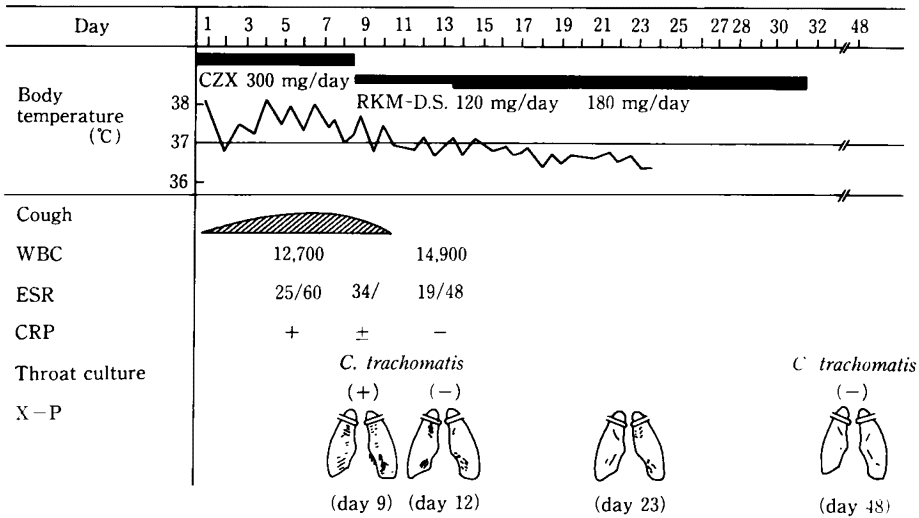 Day 1 3 5 7 9 11 13 15 17 19 21 23 25 27 28 30 32 48
CZX 300 mg/day
RKM-D.S. 120 mg/day 180 mg/day
Body
temperature
(℃)
38
37
36
Cough
WBC 12,700 14,900
ESR 25/60 34/ 19/48
CRP + ± −
Throat culture C. trachomatis C trachomatis
(+) (−) (−)
X−P
(day 9) (day 12) (day 23) (day 48)